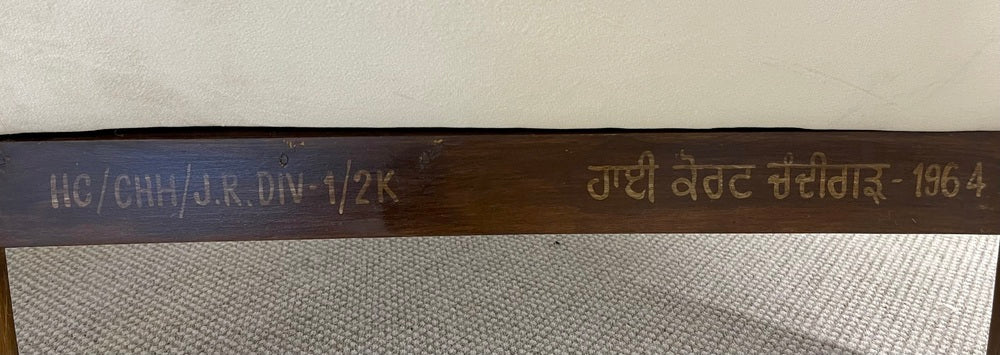 HC/CHH/J.R. DIV-1/2K
ਹਾਈ ਕੋਰਟ ਚੰਦੀਗੜ੍ਹ - 1964